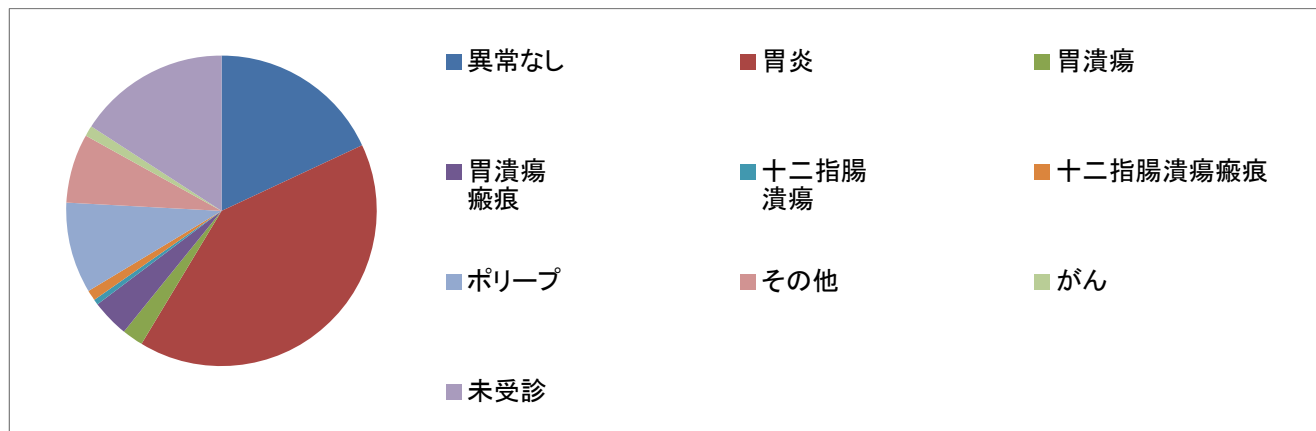 異常なし
胃炎
胃潰瘍
胃潰瘍
瘢痕
十二指腸
潰瘍
十二指腸潰瘍瘢痕
ポリープ
その他
がん
未受診